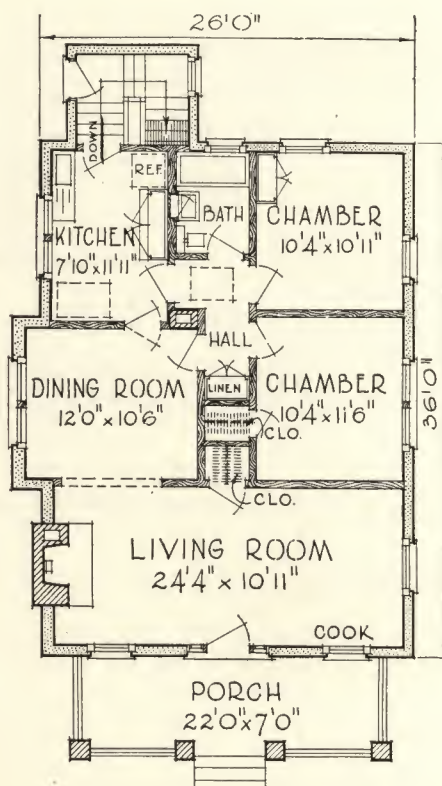 26'0"
DOWN
REF.
BATH
KITCHEN
7'10"x11'11"
CHAMBER
10'4"x10'11"
HALL
LINEN
DINING ROOM
12'0"x10'6"
CHAMBER
10'4"x11'6"
CLO.
CLO.
36'0"
LIVING ROOM
24'4"x10'11"
COOK
PORCH
22'0"x7'0"